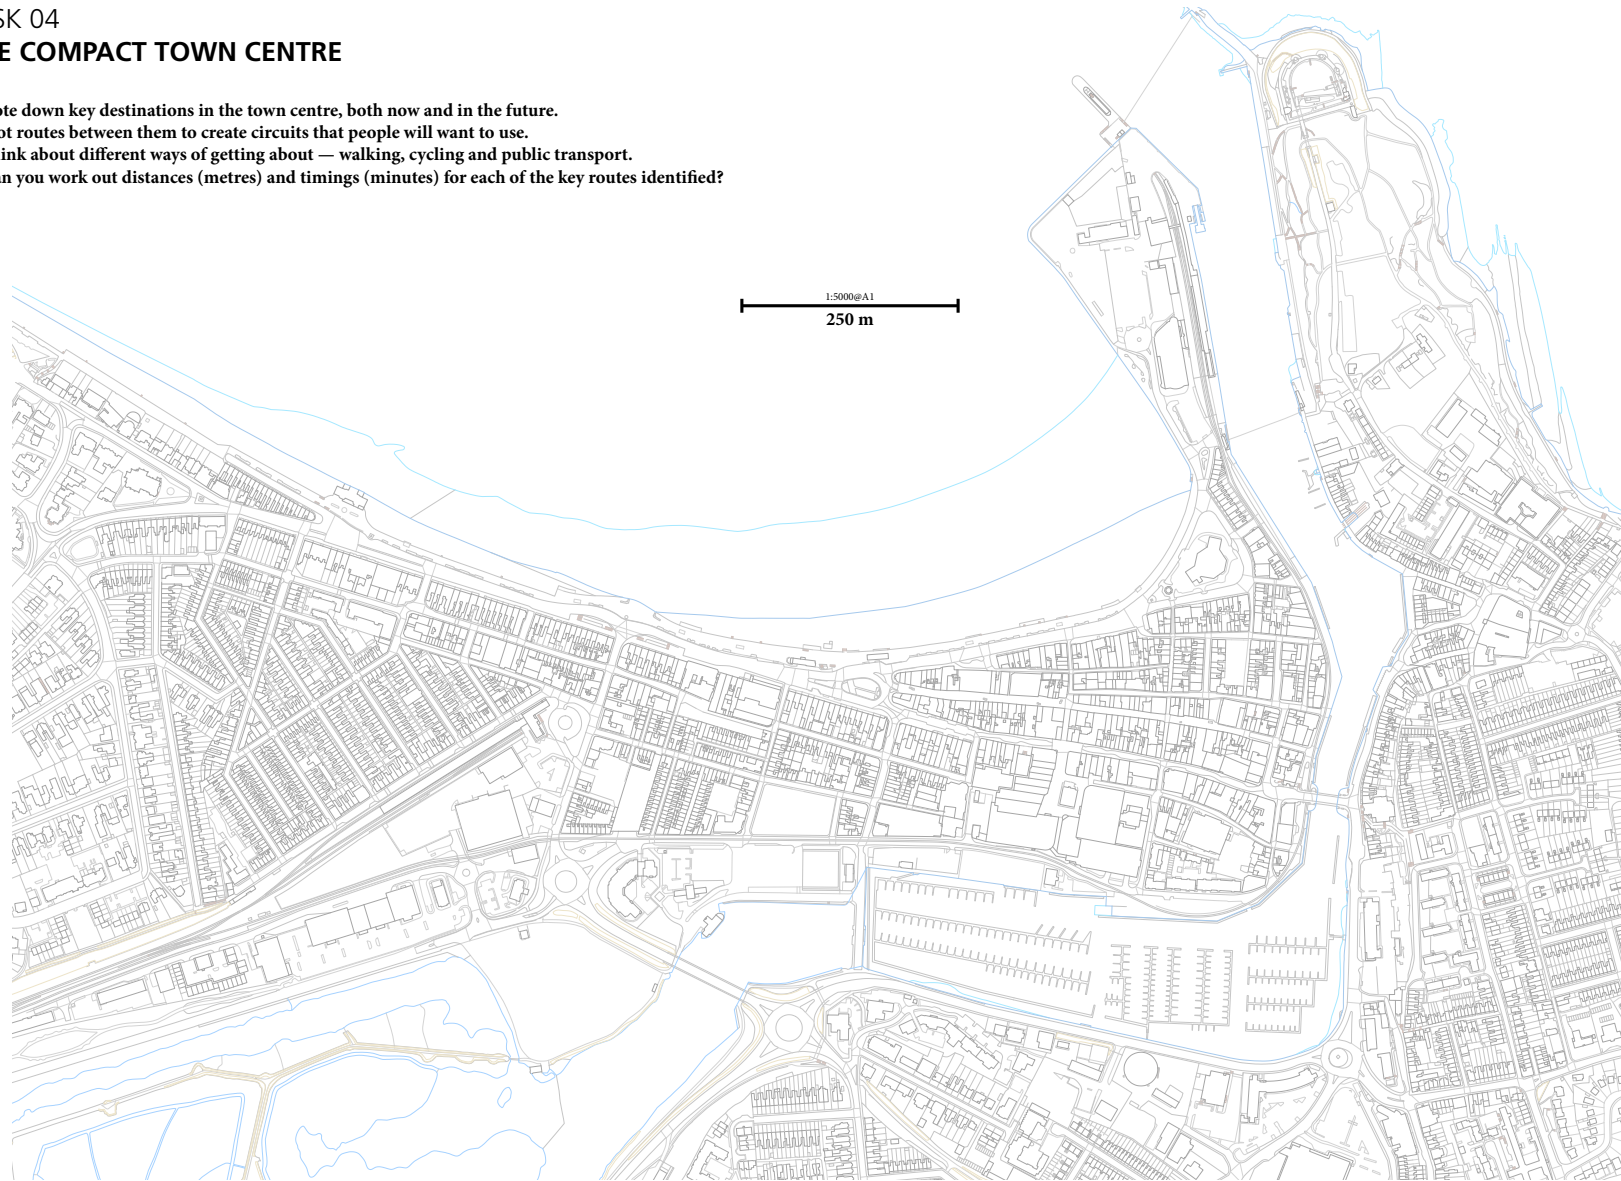 SK 04
E COMPACT TOWN CENTRE
ote down key destinations in the town centre, both now and in the future.
ot routes between them to create circuits that people will want to use.
ink about different ways of getting about — walking, cycling and public transport.
an you work out distances (metres) and timings (minutes) for each of the key routes identified?
1:5000@A1
250 m